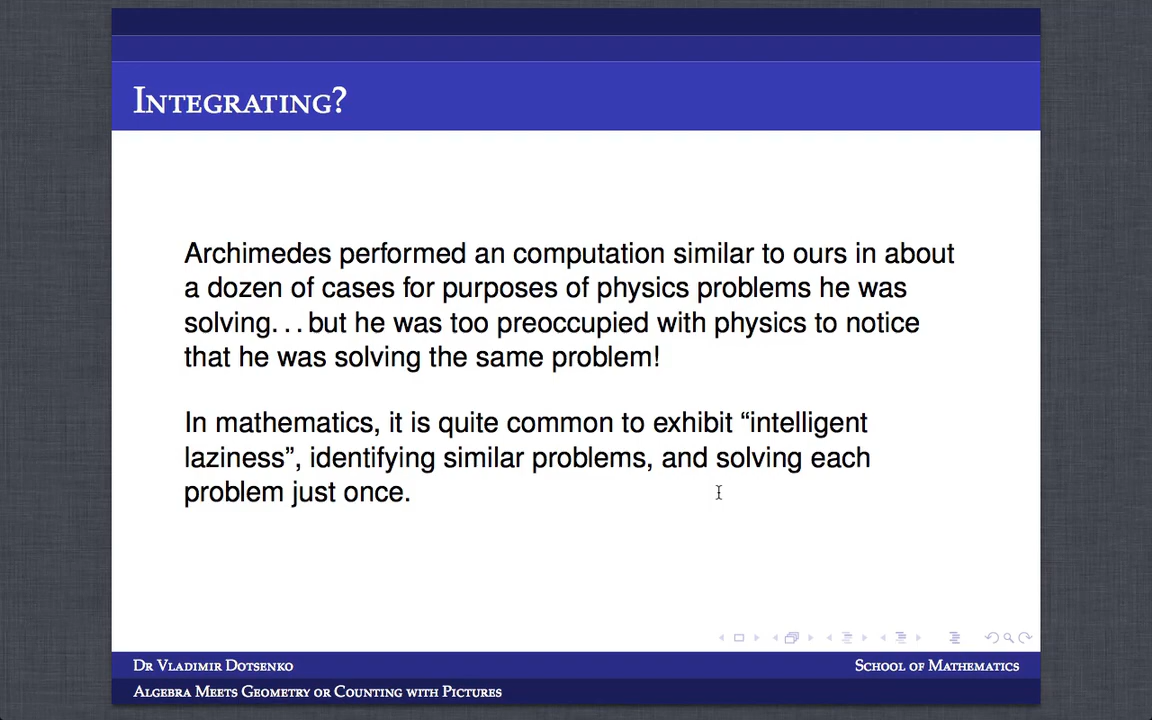 Integrating?
Archimedes performed an computation similar to ours in about
a dozen of cases for purposes of physics problems he was
solving...but he was too preoccupied with physics to notice
that he was solving the same problem!
In mathematics, it is quite common to exhibit “intelligent
laziness”, identifying similar problems, and solving each
problem just once.
Dr Vladimir Dotsenko
School of Mathematics
Algebra Meets Geometry or Counting with Pictures